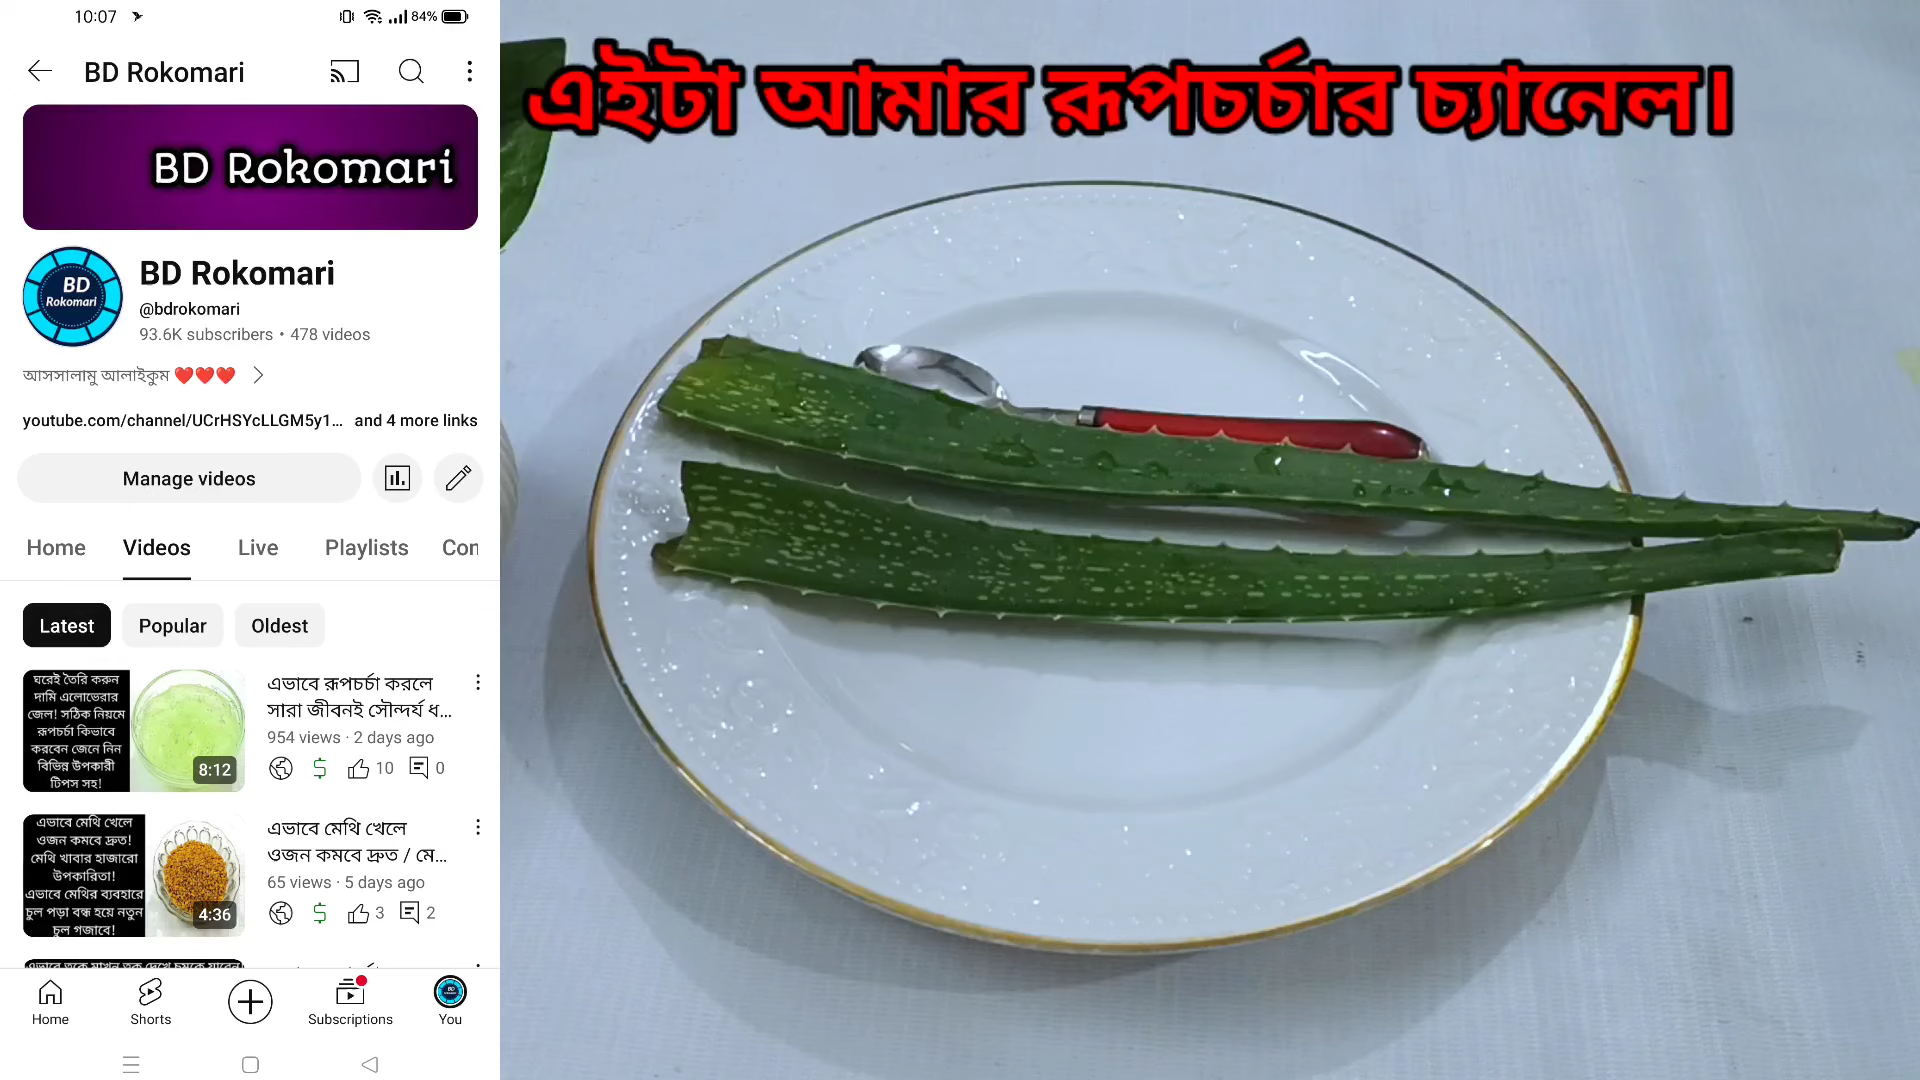 10:07
84%
BD Rokomari
BD Rokomari
BD
Rokomari
BD Rokomari
@bdrokomari
93.6K subscribers • 478 videos
আসসালামু আলাইকুম ❤️❤️❤️
youtube.com/channel/UCrHSYcLLGM5y1... and 4 more links
Manage videos
Home Videos Live Playlists Con
Latest Popular Oldest
ঘরেই তৈরি করুন
দামি এলোভেরার
জেল! সঠিক নিয়মে
রূপচর্চা কিভাবে
করবেন জেনে নিন
বিভিন্ন উপকারী
টিপস সহ!
8:12
এভাবে রূপচর্চা করলে
সারা জীবনই সৌন্দর্য ধ...
954 views · 2 days ago
10 0
এভাবে মেথি খেলে
ওজন কমবে দ্রুত!
মেথি খাবার হাজারো
উপকারিতা!
এভাবে মেথির ব্যবহারে
চুল পড়া বন্ধ হয়ে নতুন
চুল গজাবে!
4:36
এভাবে মেথি খেলে
ওজন কমবে দ্রুত / মে...
65 views · 5 days ago
3 2
Home Shorts Subscriptions You
এইটা আমার রূপচর্চার চ্যানেল।